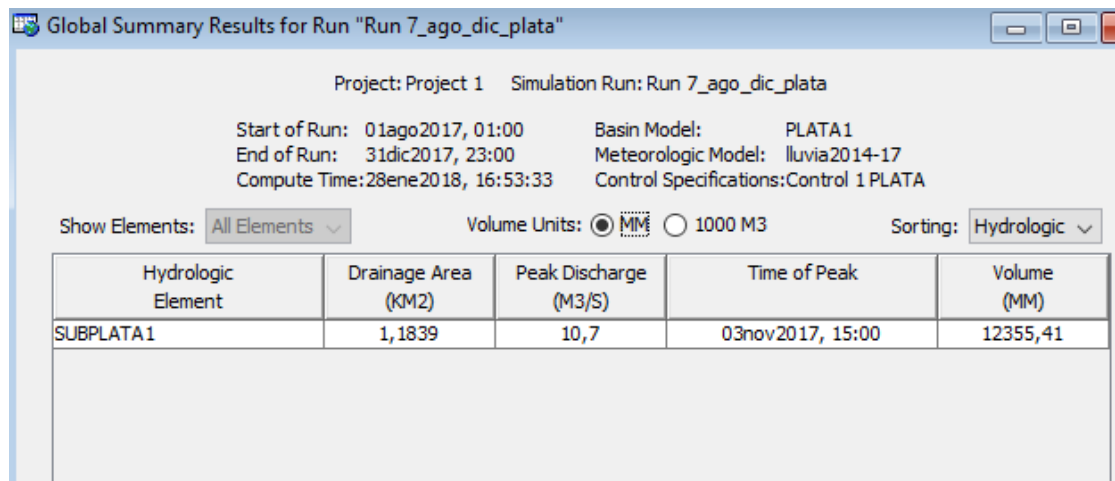 Global Summary Results for Run "Run 7_ago_dic_plata"
Project: Project 1 Simulation Run: Run 7_ago_dic_plata
Start of Run: 01ago2017, 01:00 Basin Model: PLATA1
End of Run: 31dic2017, 23:00 Meteorologic Model: lluvia2014-17
Compute Time:28ene2018, 16:53:33 Control Specifications:Control 1 PLATA
Show Elements: All Elements Volume Units: MM 1000 M3 Sorting: Hydrologic
Hydrologic Drainage Area Peak Discharge Time of Peak Volume
Element (KM2) (M3/S) (MM)
SUBPLATA1 1,1839 10,7 03nov2017, 15:00 12355,41